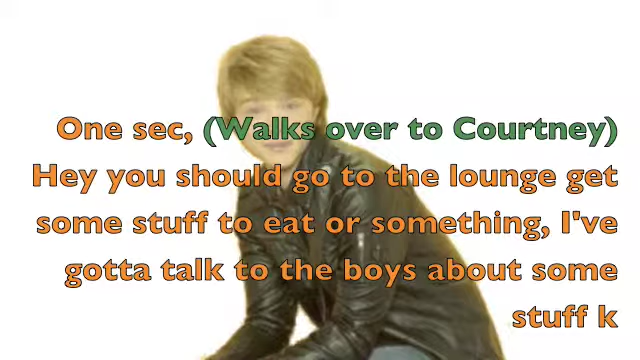 One sec, (Walks over to Courtney)
Hey you should go to the lounge get
some stuff to eat or something, I've
gotta talk to the boys about some
stuff k